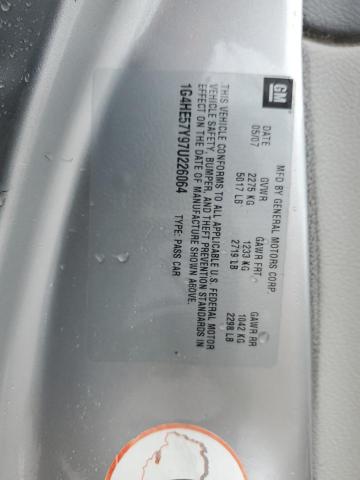 GM
MFD BY GENERAL MOTORS CORP
DATE GVWR GAWR FRT GAWR RR
05/07 2275 KG 1233 KG 1042 KG
5017 LB 2719 LB 2298 LB
THIS VEHICLE CONFORMS TO ALL APPLICABLE U.S. FEDERAL MOTOR
VEHICLE SAFETY, BUMPER, AND THEFT PREVENTION STANDARDS IN
EFFECT ON THE DATE OF MANUFACTURE SHOWN ABOVE.
1G4HE57Y97U226064 TYPE: PASS CAR